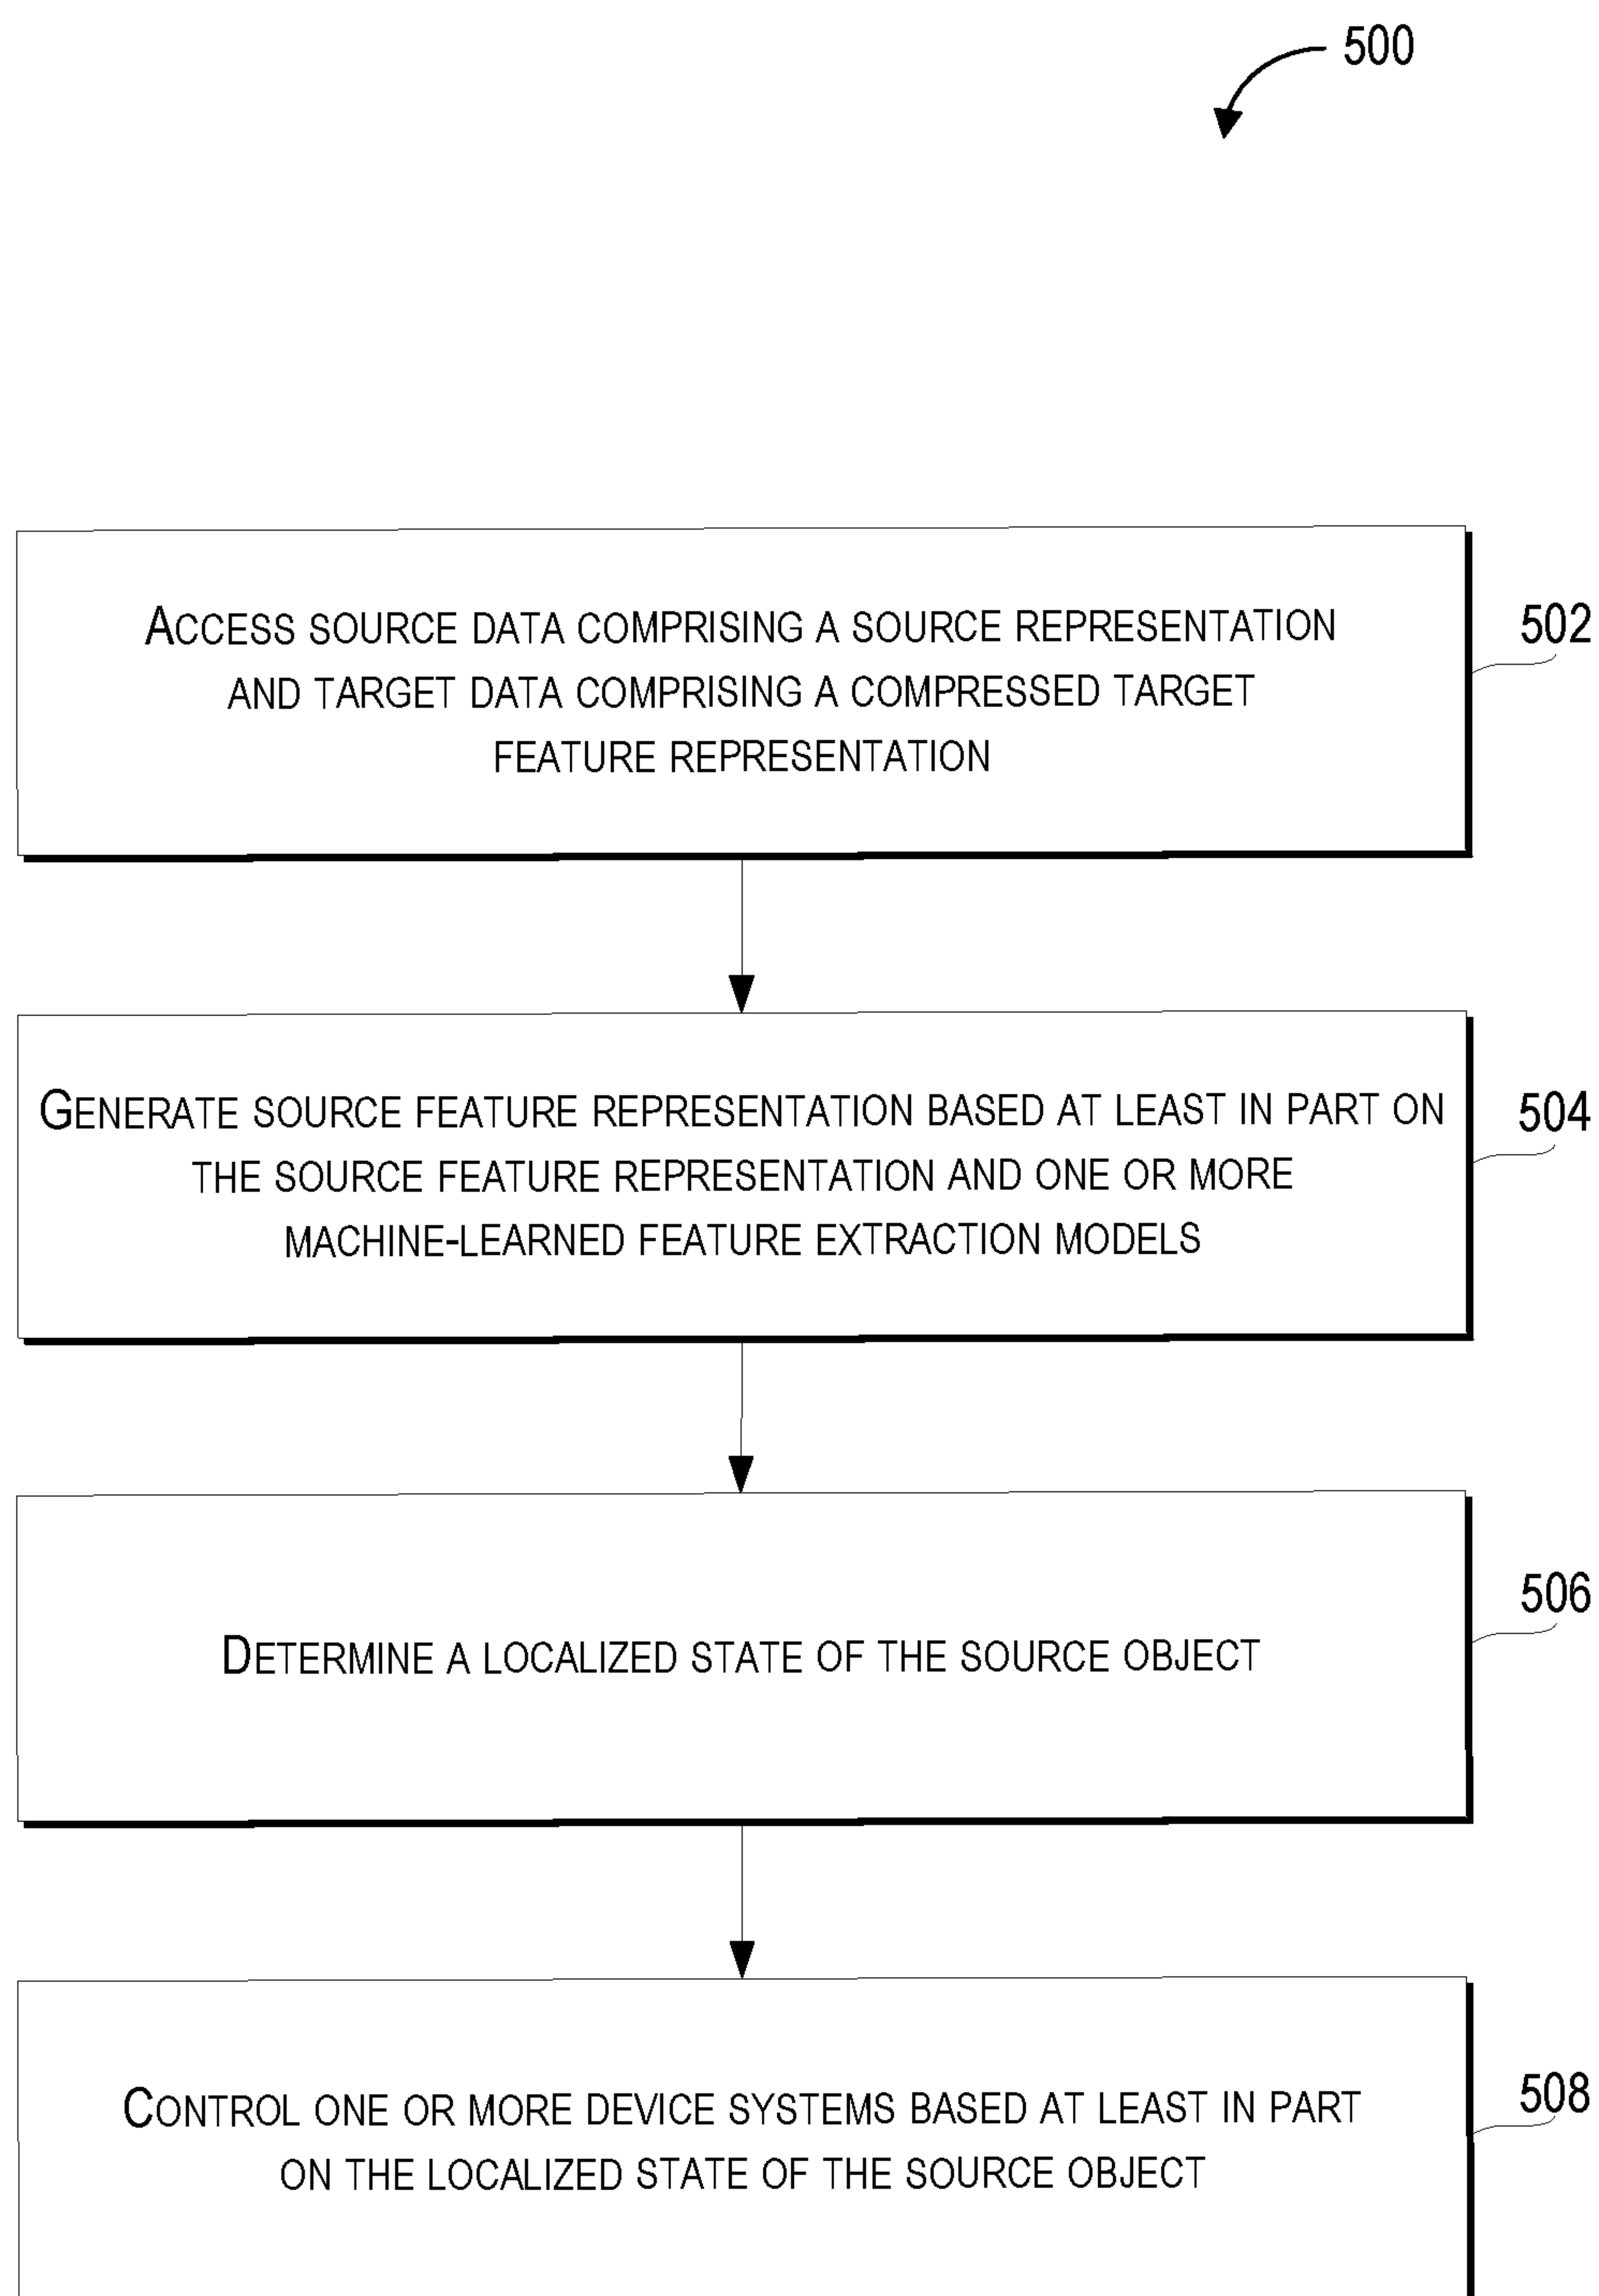 500
ACCESS SOURCE DATA COMPRISING A SOURCE REPRESENTATION
AND TARGET DATA COMPRISING A COMPRESSED TARGET
FEATURE REPRESENTATION
502
GENERATE SOURCE FEATURE REPRESENTATION BASED AT LEAST IN PART ON
THE SOURCE FEATURE REPRESENTATION AND ONE OR MORE
MACHINE-LEARNED FEATURE EXTRACTION MODELS
504
DETERMINE A LOCALIZED STATE OF THE SOURCE OBJECT
506
CONTROL ONE OR MORE DEVICE SYSTEMS BASED AT LEAST IN PART
ON THE LOCALIZED STATE OF THE SOURCE OBJECT
508